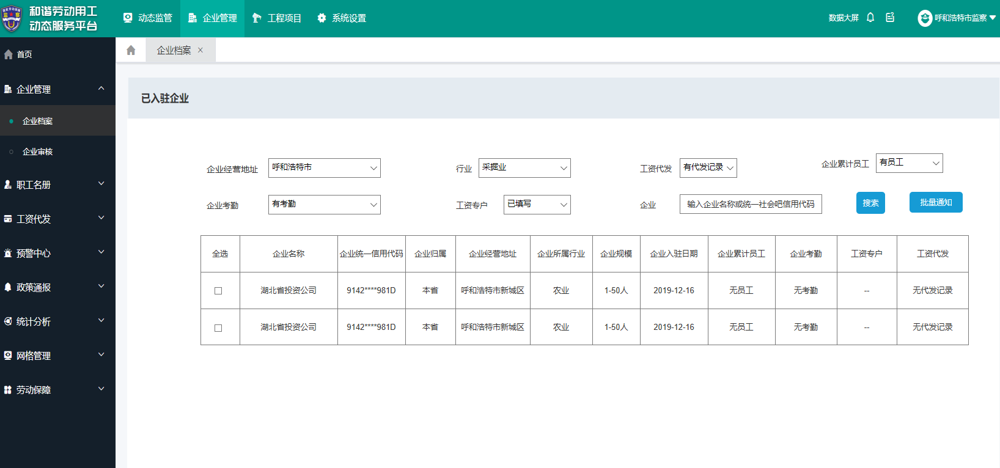 和谐劳动用工
动态服务平台
动态监管
企业管理
工程项目
系统设置
数据大屏
呼和浩特市监察
首页
企业管理
企业档案
企业审核
职工名册
工资代发
预警中心
政策通报
统计分析
网格管理
劳动保障
企业档案 ×
已入驻企业
企业经营地址 呼和浩特市 行业 采掘业 工资代发 有代发记录 企业累计员工 有员工
企业考勤 有考勤 工资专户 已填写 企业 输入企业名称或统一社会吧信用代码 搜索 批量通知
全选 企业名称 企业统一信用代码 企业归属 企业经营地址 企业所属行业 企业规模 企业入驻日期 企业累计员工 企业考勤 工资专户 工资代发
湖北省投资公司 9142****981D 本省 呼和浩特市新城区 农业 1-50人 2019-12-16 无员工 无考勤 -- 无代发记录
湖北省投资公司 9142****981D 本省 呼和浩特市新城区 农业 1-50人 2019-12-16 无员工 无考勤 -- 无代发记录